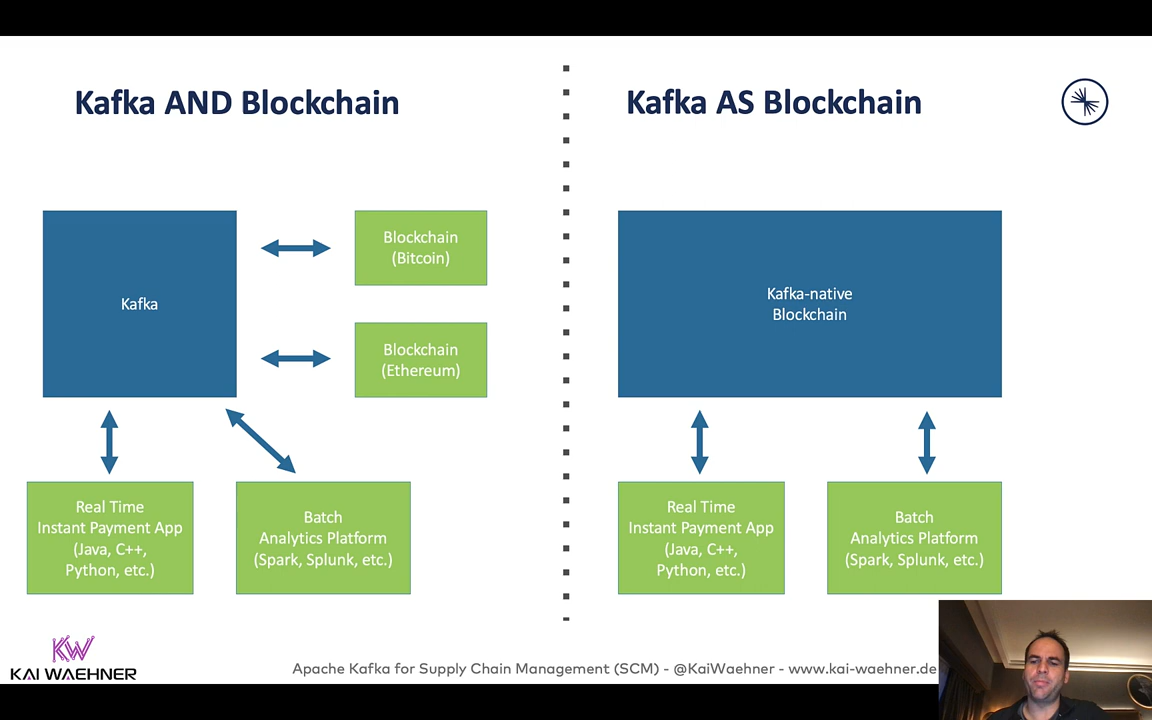 Kafka AND Blockchain
Kafka
Blockchain
(Bitcoin)
Blockchain
(Ethereum)
Real Time
Instant Payment App
(Java, C++,
Python, etc.)
Batch
Analytics Platform
(Spark, Splunk, etc.)
Kafka AS Blockchain
Kafka-native
Blockchain
Real Time
Instant Payment App
(Java, C++,
Python, etc.)
Batch
Analytics Platform
(Spark, Splunk, etc.)
KW
KAI WAEHNER
Apache Kafka for Supply Chain Management (SCM) - @KaiWaehner - www.kai-waehner.de